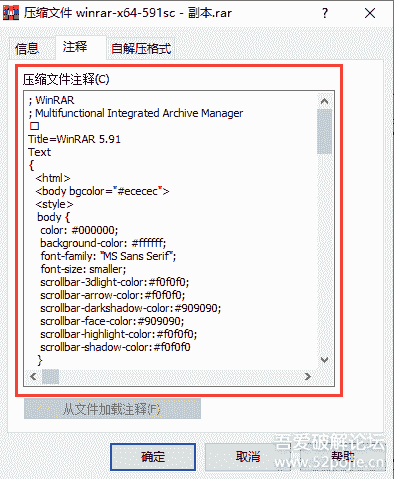 压缩文件 winrar-x64-591sc - 副本.rar
信息 注释 自解压格式
压缩文件注释(C)
; WinRAR
; Multifunctional Integrated Archive Manager
Title=WinRAR 5.91
Text
{
<html>
<body bgcolor="#ececec">
<style>
body {
color: #000000;
background-color: #ffffff;
font-family: "MS Sans Serif";
font-size: smaller;
scrollbar-3dlight-color:#f0f0f0;
scrollbar-arrow-color:#f0f0f0;
scrollbar-darkshadow-color:#909090;
scrollbar-face-color:#909090;
scrollbar-highlight-color:#f0f0f0;
scrollbar-shadow-color:#f0f0f0
}
从文件加载注释(F)
确定 取消 帮助
吾爱破解论坛
www.52pojie.cn